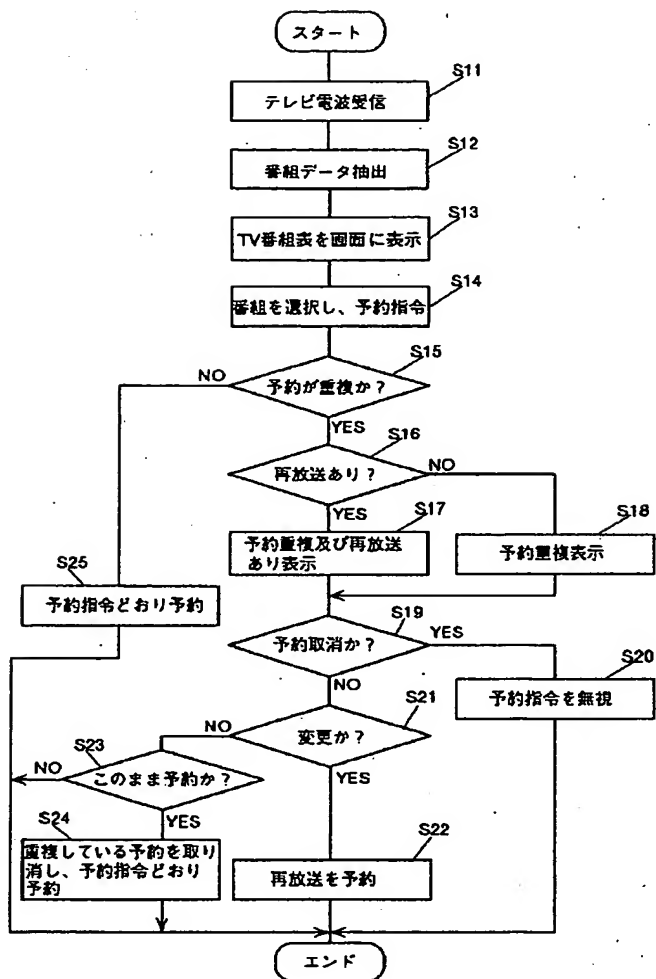 スタート
S11
テレビ電波受信
S12
番組データ抽出
S13
TV番組表を画面に表示
S14
番組を選択し、予約指令
S15
予約が重複か?
NO
YES
S16
再放送あり?
NO
YES
S17
予約重複及び再放送
あり表示
S18
予約重複表示
S25
予約指令どおり予約
S19
予約取消か?
YES
NO
S20
予約指令を無視
S21
変更か?
NO
YES
S23
このまま予約か?
NO
YES
S24
重複している予約を取り
消し、予約指令どおり
予約
S22
再放送を予約
エンド